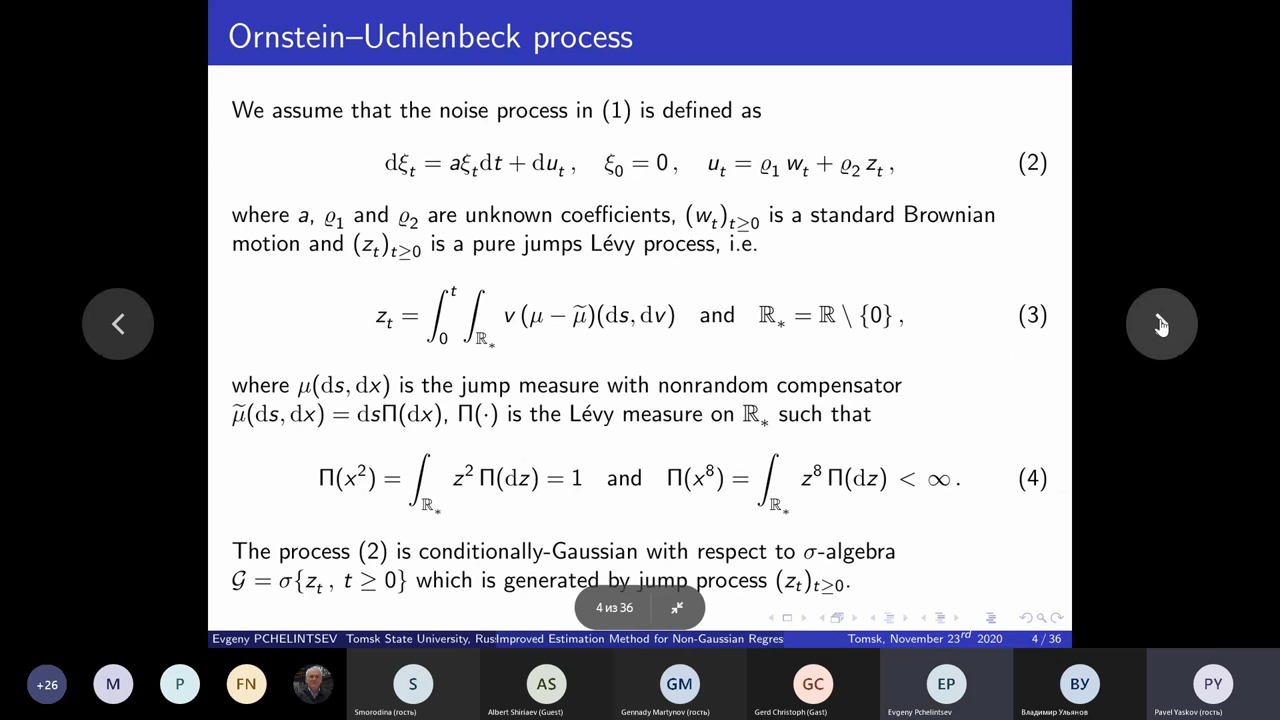 Ornstein–Uchlenbeck process
We assume that the noise process in (1) is defined as
dξ_t = aξ_t dt + du_t , ξ_0 = 0 , u_t = ϱ_1 w_t + ϱ_2 z_t , (2)
where a, ϱ_1 and ϱ_2 are unknown coefficients, (w_t)_{t≥0} is a standard Brownian
motion and (z_t)_{t≥0} is a pure jumps Lévy process, i.e.
z_t = ∫_0^t ∫_{ℝ_*} v (μ − μ̃)(ds, dv) and ℝ_* = ℝ \ {0} , (3)
where μ(ds, dx) is the jump measure with nonrandom compensator
μ̃(ds, dx) = dsΠ(dx), Π(·) is the Lévy measure on ℝ_* such that
Π(x^2) = ∫_{ℝ_*} z^2 Π(dz) = 1 and Π(x^8) = ∫_{ℝ_*} z^8 Π(dz) < ∞ . (4)
The process (2) is conditionally-Gaussian with respect to σ-algebra
𝒢 = σ{z_t , t ≥ 0} which is generated by jump process (z_t)_{t≥0}.
4 из 36
Evgeny PCHELINTSEV Tomsk State University, Rus Improved Estimation Method for Non-Gaussian Regres Tomsk, November 23^rd 2020 4 / 36
+26 M P FN S AS GM GC EP ВУ PY
Smorodina (гость) Albert Shiriaev (Guest) Gennady Martynov (гость) Gerd Christoph (Gast) Evgeny Pchelintsev Владимир Ульянов Pavel Yaskov (гость)